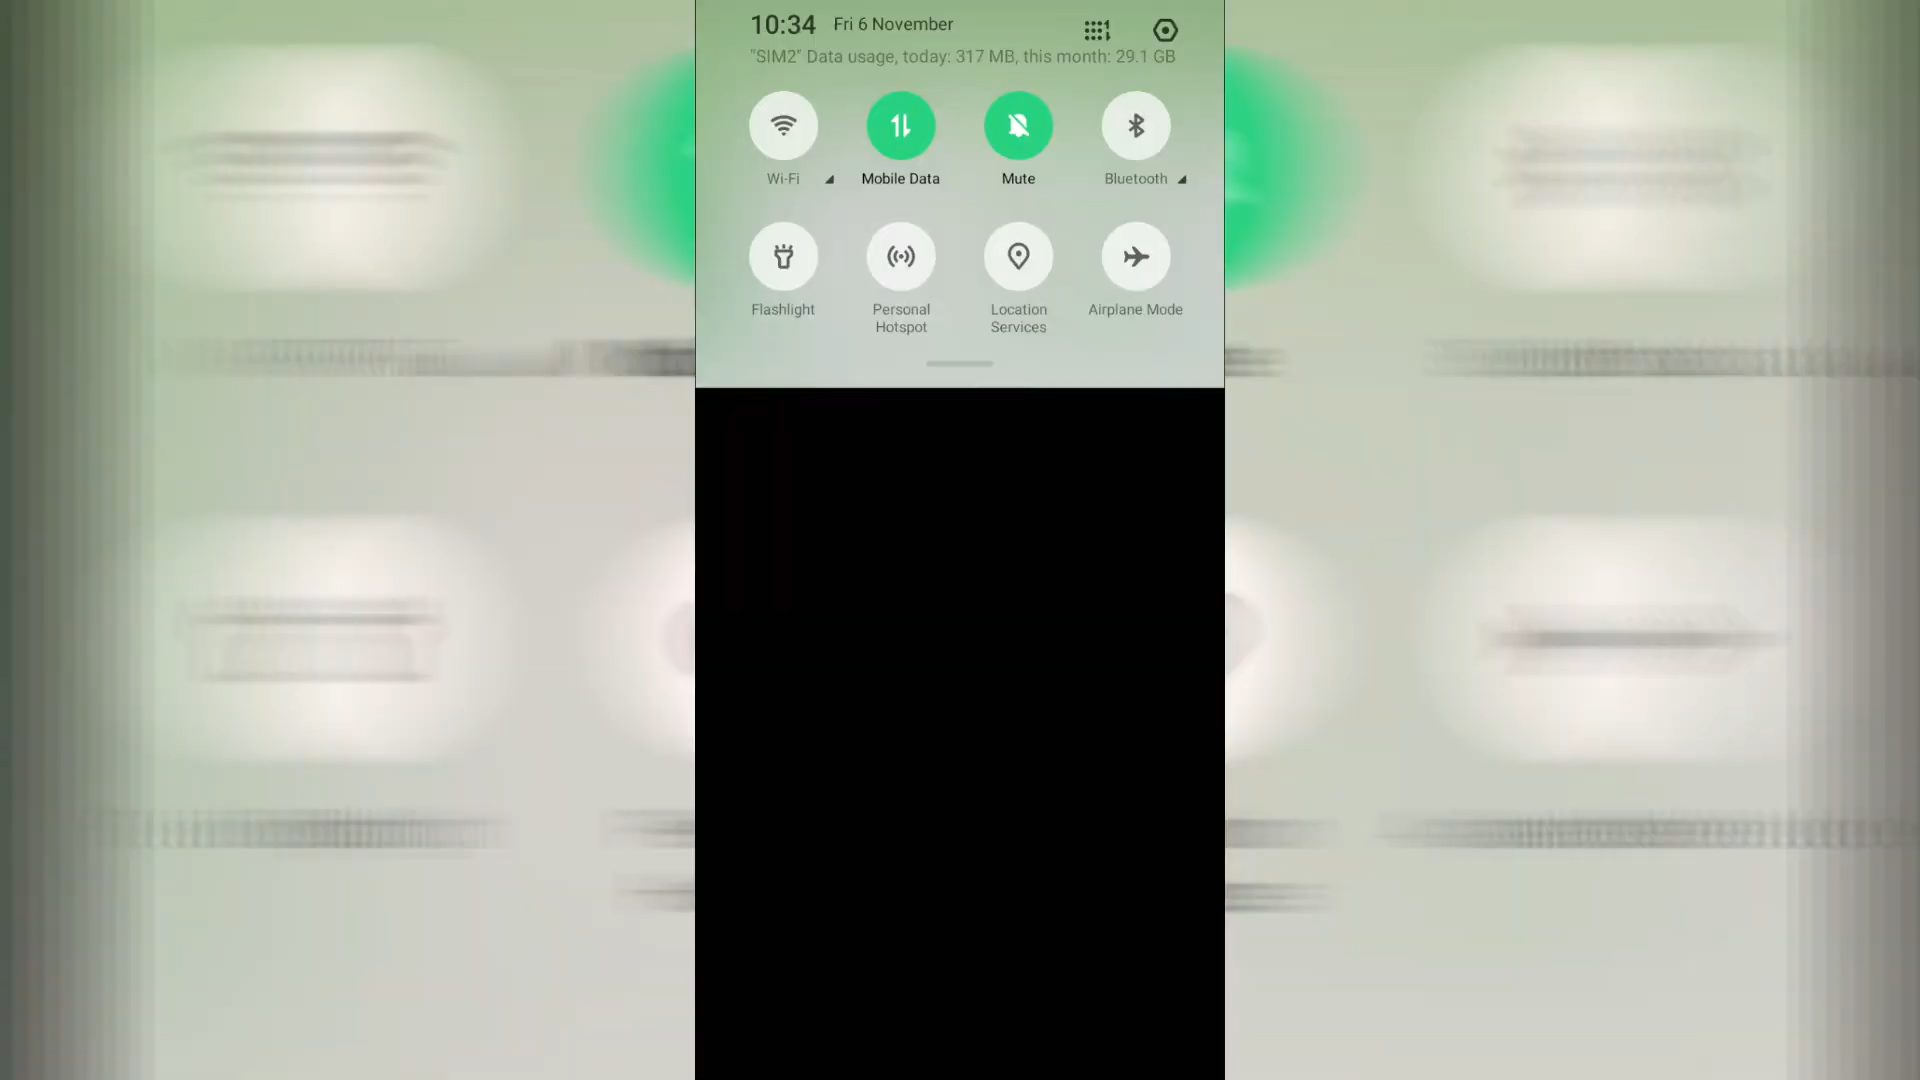 10:34 Fri 6 November
"SIM2" Data usage, today: 317 MB, this month: 29.1 GB
Wi-Fi Mobile Data Mute Bluetooth
Flashlight Personal Hotspot Location Services Airplane Mode